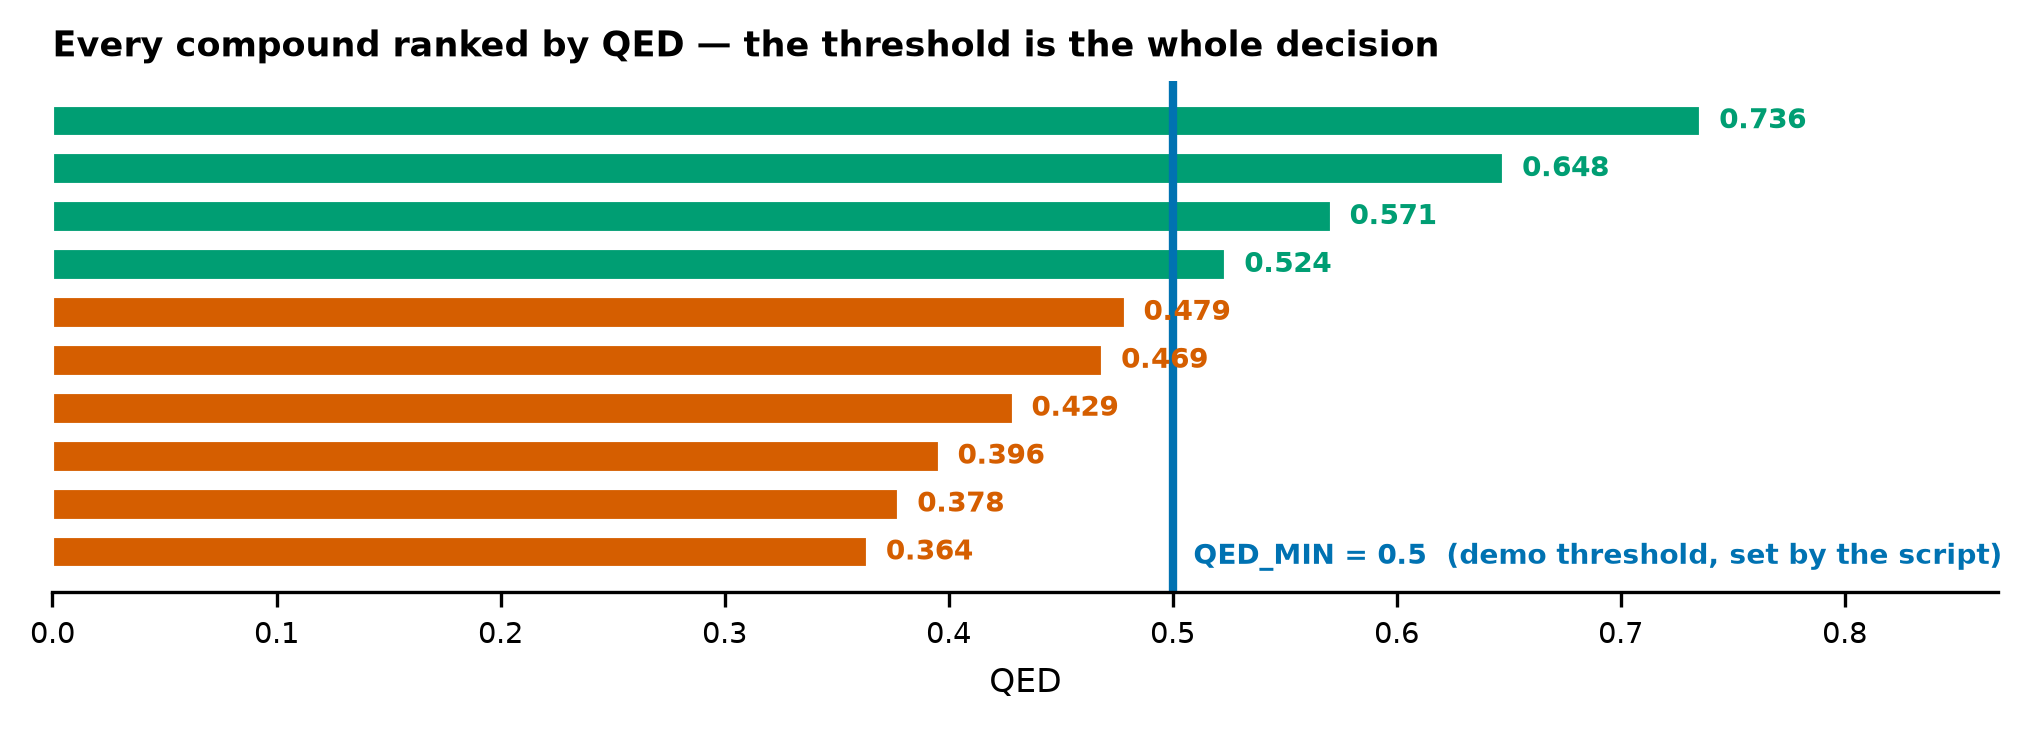 Every compound ranked by QED — the threshold is the whole decision
0.736
0.648
0.571
0.524
0.479
0.469
0.429
0.396
0.378
0.364
QED_MIN = 0.5 (demo threshold, set by the script)
0.0 0.1 0.2 0.3 0.4 0.5 0.6 0.7 0.8
QED